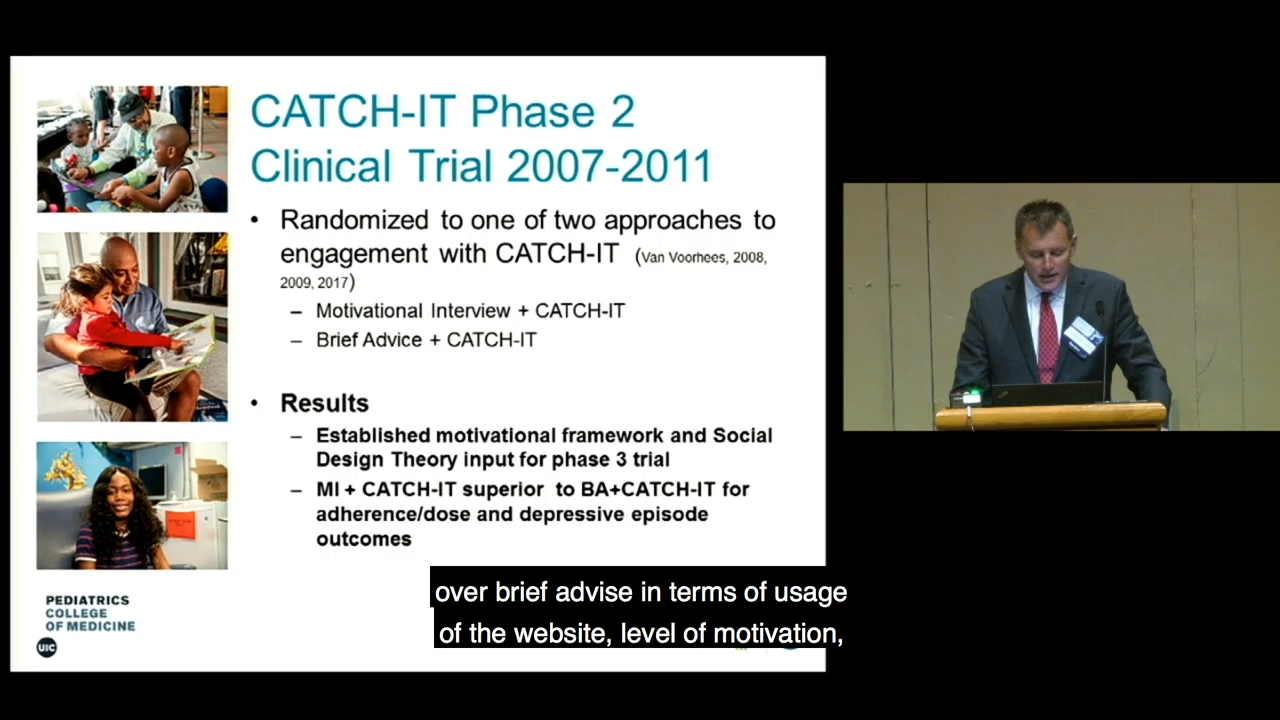 CATCH-IT Phase 2
Clinical Trial 2007-2011
• Randomized to one of two approaches to
engagement with CATCH-IT (Van Voorhees, 2008,
2009, 2017)
– Motivational Interview + CATCH-IT
– Brief Advice + CATCH-IT
• Results
– Established motivational framework and Social
Design Theory input for phase 3 trial
– MI + CATCH-IT superior to BA+CATCH-IT for
adherence/dose and depressive episode
outcomes
PEDIATRICS
COLLEGE
OF MEDICINE
UIC
over brief advise in terms of usage
of the website, level of motivation,